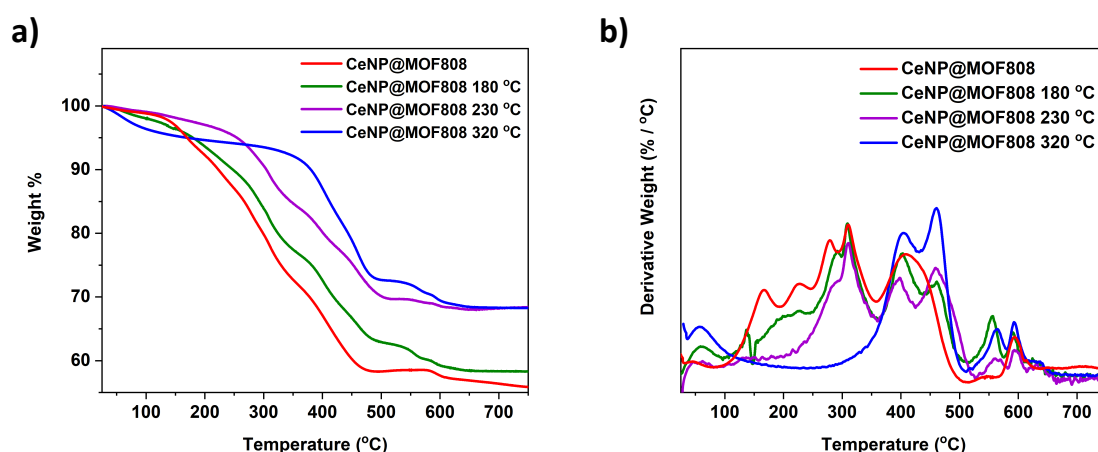 a)
CeNP@MOF808
CeNP@MOF808 180 °C
CeNP@MOF808 230 °C
CeNP@MOF808 320 °C
100
90
80
70
60
Weight %
100 200 300 400 500 600 700
Temperature (°C)
b)
CeNP@MOF808
CeNP@MOF808 180 °C
CeNP@MOF808 230 °C
CeNP@MOF808 320 °C
Derivative Weight (% / °C)
100 200 300 400 500 600 700
Temperature (°C)